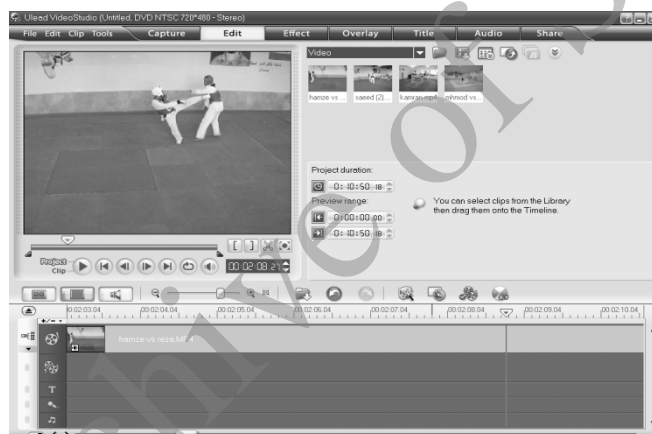 Ulead VideoStudio (Untitled, DVD NTSC 720*480 - Stereo)
File Edit Clip Tools Capture Edit Effect Overlay Title Audio Share
Video
hamze vs ... saeed (2)... kamran.mp4 mhmod vs...
Project duration:
0:10:50.18
Preview range:
0:00:00.00
0:10:50.18
You can select clips from the Library
then drag them onto the Timeline.
Project
Clip
00:02:08.21
00:02:03.04 00:02:04.04 00:02:05.04 00:02:06.04 00:02:07.04 00:02:08.04 00:02:09.04 00:02:10.04
hamze vs reza.MP4
T
Archive of S